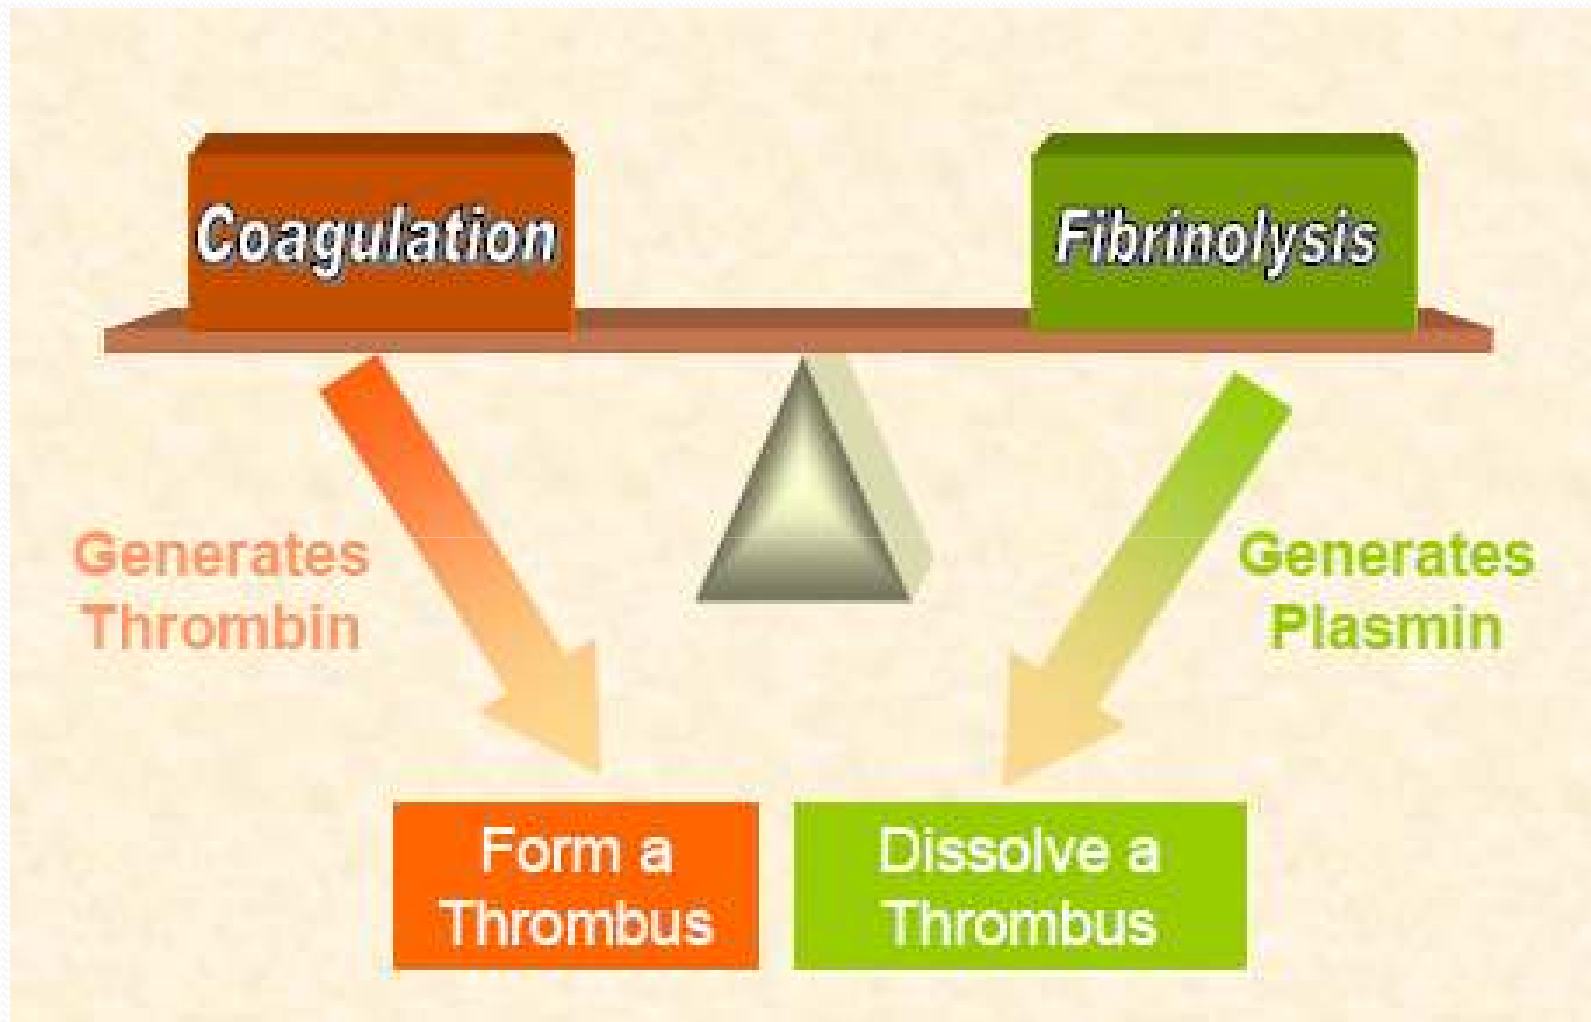 Coagulation
Fibrinolysis
Generates
Thrombin
Generates
Plasmin
Form a
Thrombus
Dissolve a
Thrombus